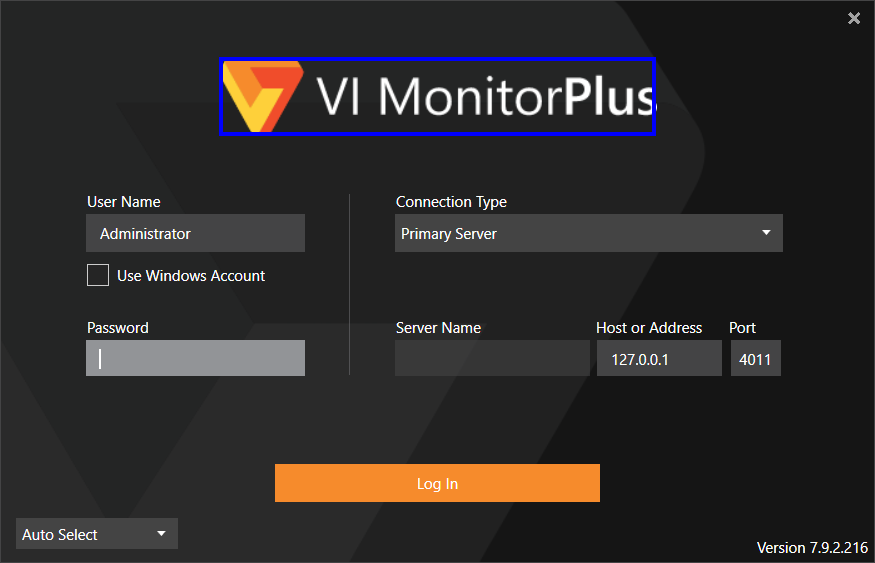 VI MonitorPlus
User Name
Connection Type
Administrator
Primary Server
Use Windows Account
Password
Server Name
Host or Address
Port
127.0.0.1
4011
Log In
Auto Select
Version 7.9.2.216